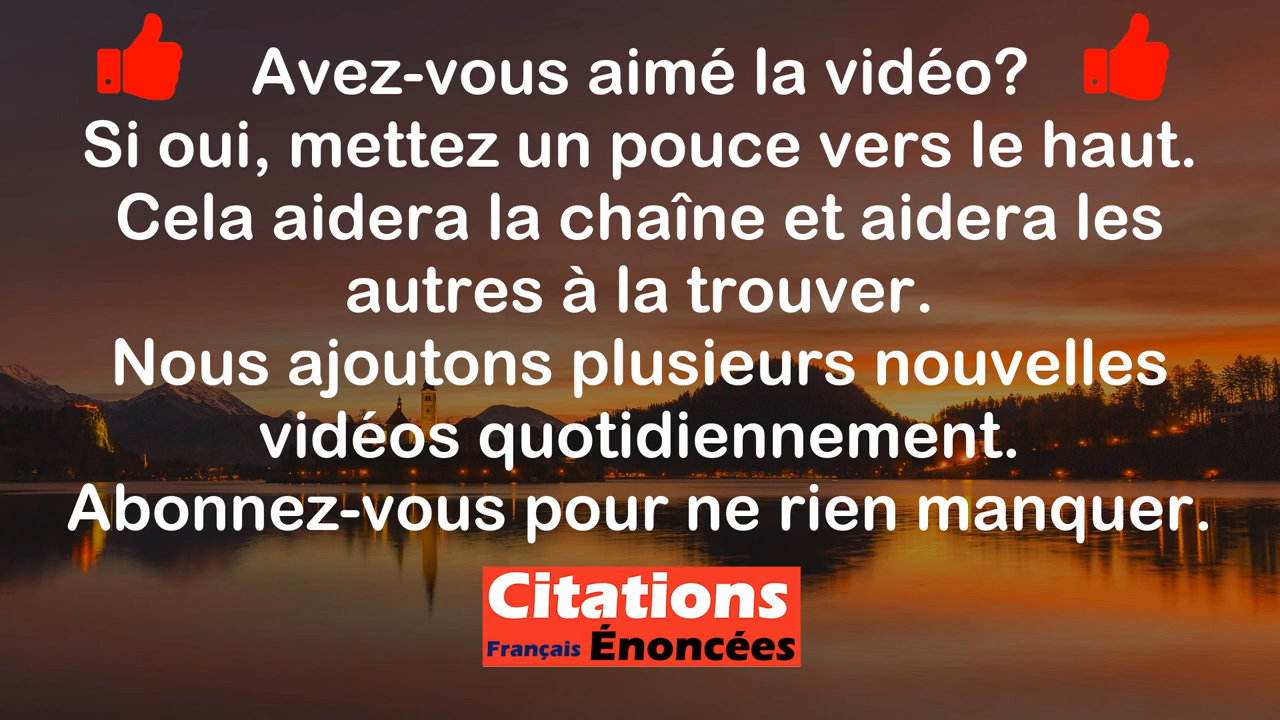 Avez-vous aimé la vidéo?
Si oui, mettez un pouce vers le haut.
Cela aidera la chaîne et aidera les
autres à la trouver.
Nous ajoutons plusieurs nouvelles
vidéos quotidiennement.
Abonnez-vous pour ne rien manquer.
Citations
Français Énoncées